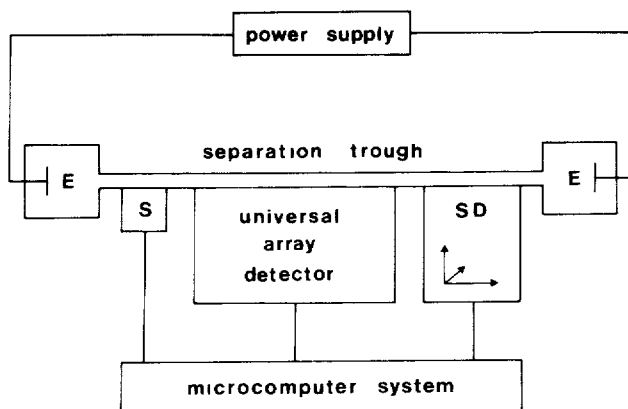 power supply
separation trough
E
E
S
universal
array
detector
SD
microcomputer system